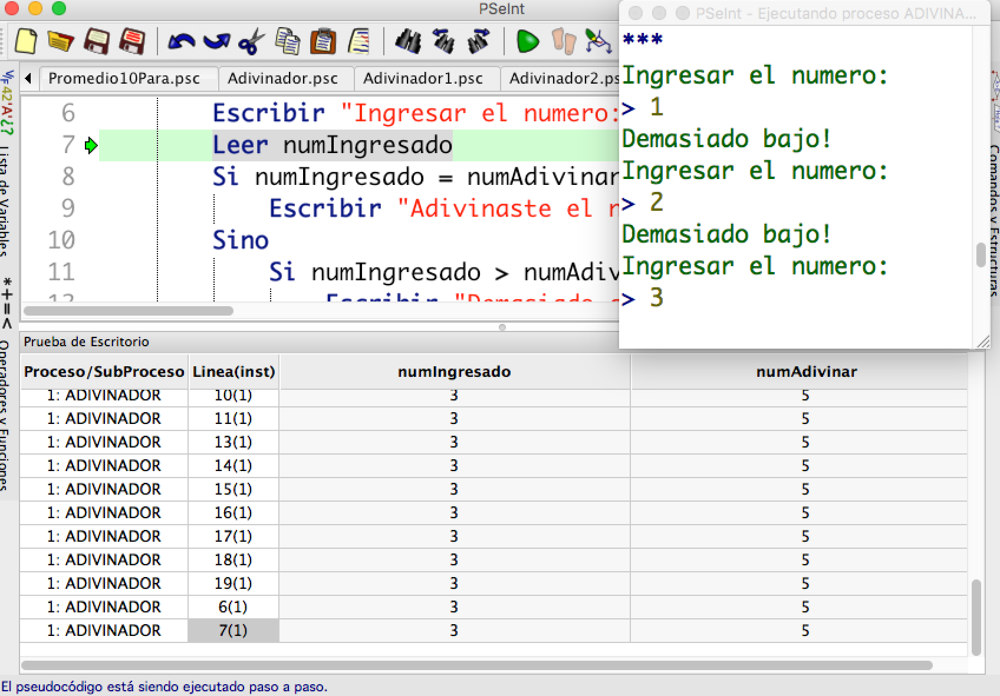 PSeInt
PSeInt - Ejecutando proceso ADIVINA...
Promedio10Para.psc
Adivinador.psc
Adivinador1.psc
Adivinador2.ps
6 Escribir "Ingresar el numero:
7 Leer numIngresado
8 Si numIngresado = numAdivinar
9 Escribir "Adivinaste el n
10 Sino
11 Si numIngresado > numAdiv
12 Escribir "Demasiado
***
Ingresar el numero:
> 1
Demasiado bajo!
Ingresar el numero:
> 2
Demasiado bajo!
Ingresar el numero:
> 3
42 'A' ¿?
Lista de Variables
*+=<
Operadores y Funciones
Comandos y Estructuras
Prueba de Escritorio
Proceso/SubProceso Linea(inst) numIngresado numAdivinar
1: ADIVINADOR 10(1) 3 5
1: ADIVINADOR 11(1) 3 5
1: ADIVINADOR 13(1) 3 5
1: ADIVINADOR 14(1) 3 5
1: ADIVINADOR 15(1) 3 5
1: ADIVINADOR 16(1) 3 5
1: ADIVINADOR 17(1) 3 5
1: ADIVINADOR 18(1) 3 5
1: ADIVINADOR 19(1) 3 5
1: ADIVINADOR 6(1) 3 5
1: ADIVINADOR 7(1) 3 5
El pseudocódigo está siendo ejecutado paso a paso.